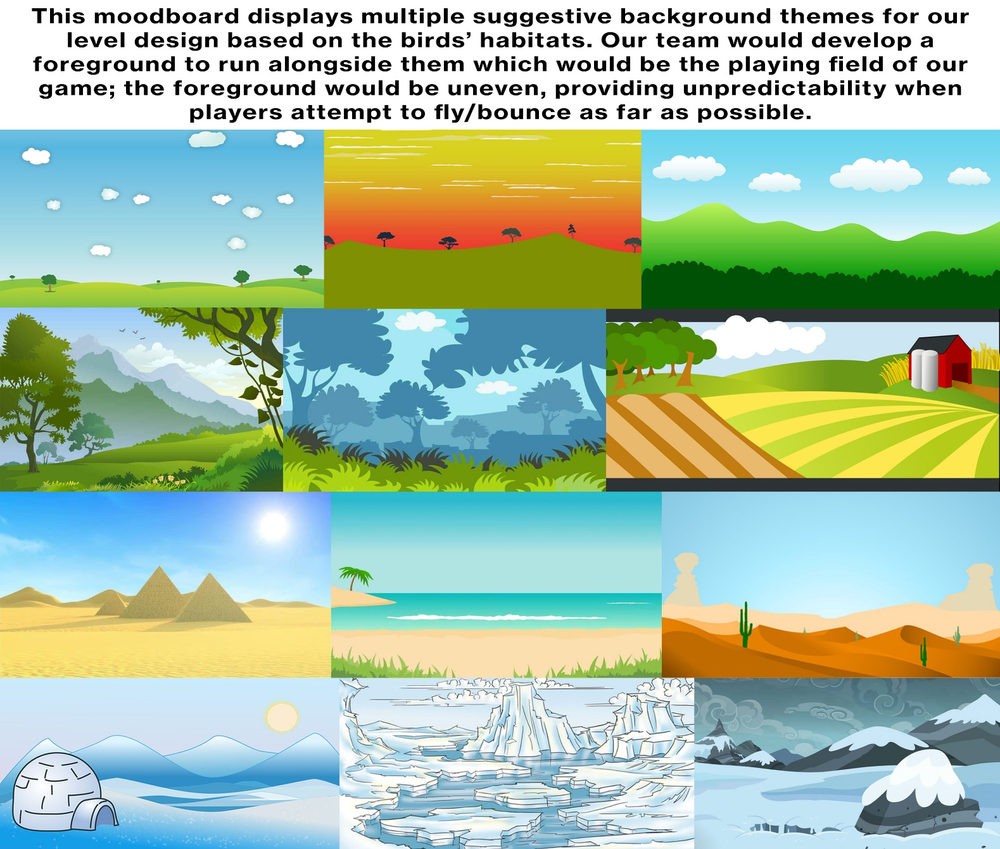 This moodboard displays multiple suggestive background themes for our
level design based on the birds’ habitats. Our team would develop a
foreground to run alongside them which would be the playing field of our
game; the foreground would be uneven, providing unpredictability when
players attempt to fly/bounce as far as possible.